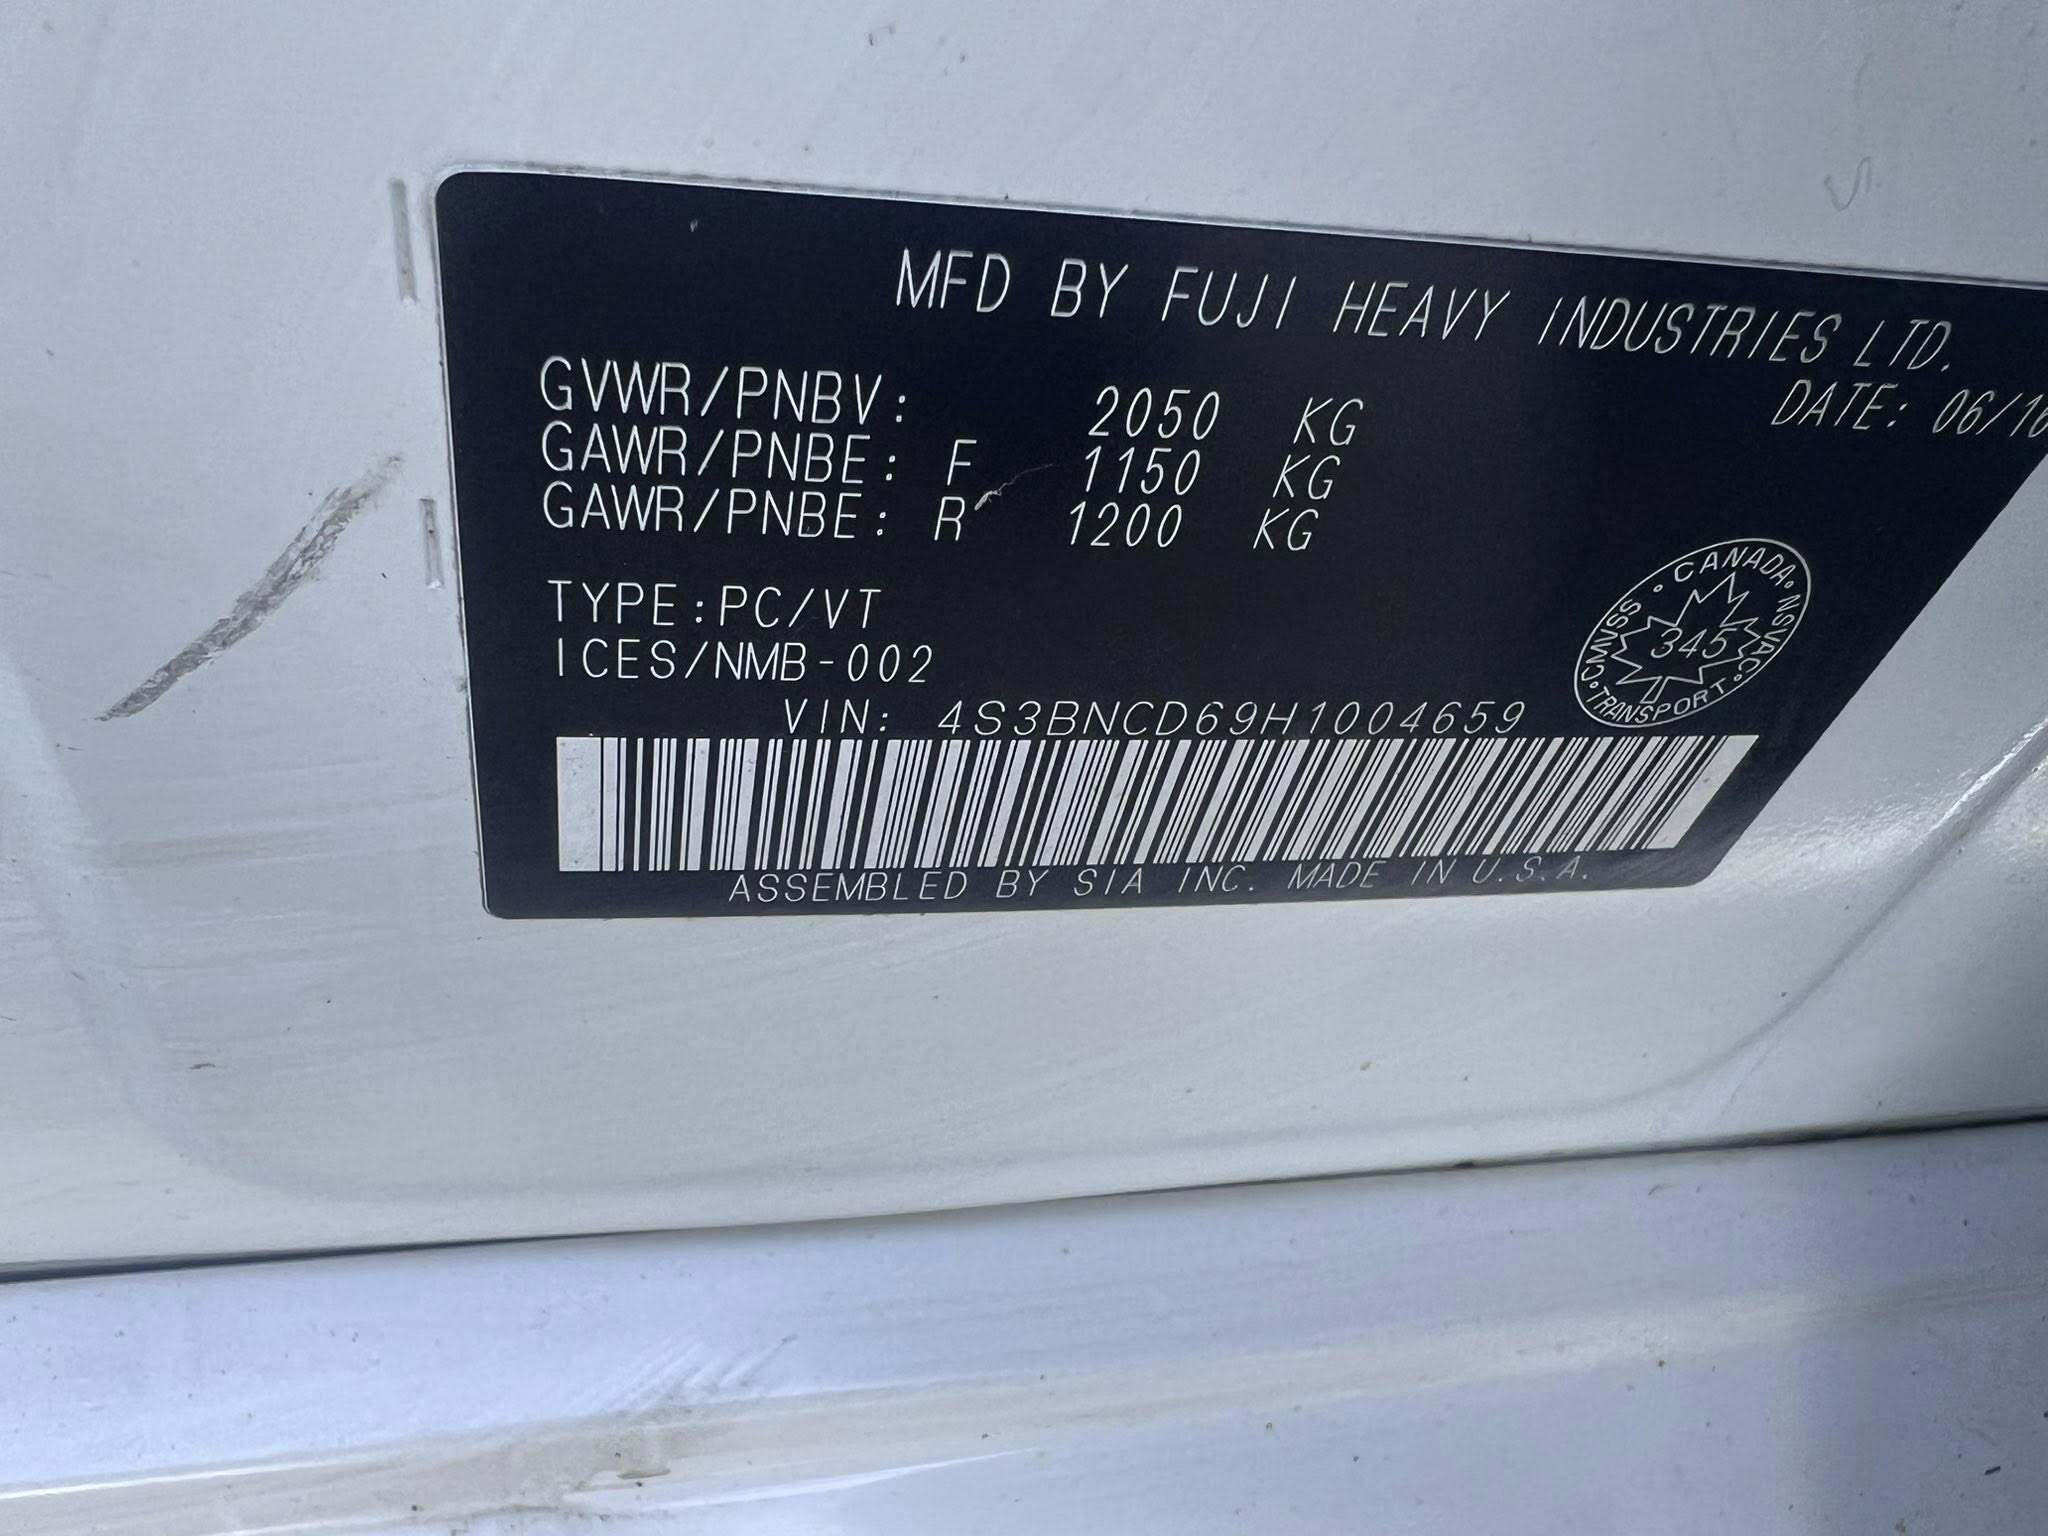 MFD BY FUJI HEAVY INDUSTRIES LTD.
DATE: 06/16
GVWR/PNBV: 2050 KG
GAWR/PNBE: F 1150 KG
GAWR/PNBE: R 1200 KG
TYPE:PC/VT
ICES/NMB-002
CANADA NSVAC TRANSPORT CMVSS
345
VIN: 4S3BNCD69H1004659
ASSEMBLED BY SIA INC. MADE IN U.S.A.